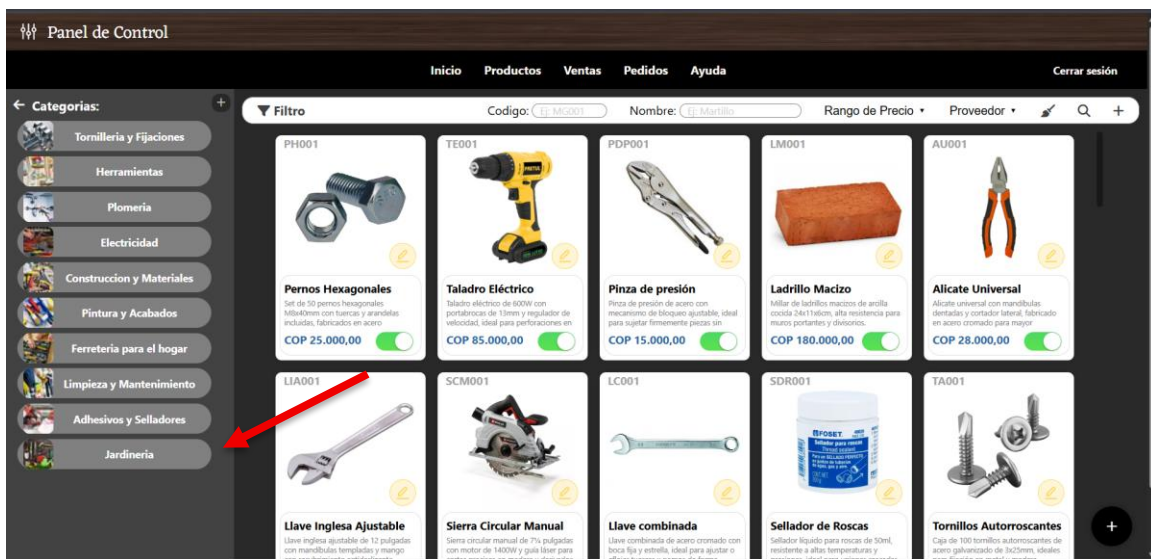 Panel de Control
Inicio Productos Ventas Pedidos Ayuda Cerrar sesión
Categorias:
Tornilleria y Fijaciones
Herramientas
Plomeria
Electricidad
Construccion y Materiales
Pintura y Acabados
Ferreteria para el hogar
Limpieza y Mantenimiento
Adhesivos y Selladores
Jardineria
Filtro Codigo: Ej: MG001 Nombre: Ej: Martillo Rango de Precio Proveedor
PH001
Pernos Hexagonales
Set de 50 pernos hexagonales
M8x40mm con tuercas y arandelas
incluidas, fabricados en acero
COP 25.000,00
TE001
Taladro Eléctrico
Taladro eléctrico de 600W con
portabrocas de 13mm y regulador de
velocidad, ideal para perforaciones en
COP 85.000,00
PDP001
Pinza de presión
Pinza de presión de acero con
mecanismo de bloqueo ajustable, ideal
para sujetar firmemente piezas sin
COP 15.000,00
LM001
Ladrillo Macizo
Millar de ladrillos macizos de arcilla
cocida 24x11x6cm, alta resistencia para
muros portantes y divisorios.
COP 180.000,00
AU001
Alicate Universal
Alicate universal con mandíbulas
dentadas y cortador lateral, fabricado
en acero cromado para mayor
COP 28.000,00
LIA001
Llave Inglesa Ajustable
Llave inglesa ajustable de 12 pulgadas
con mandíbulas templadas y mango
SCM001
Sierra Circular Manual
Sierra circular manual de 7¼ pulgadas
con motor de 1400W y guía láser para
LC001
Llave combinada
Llave combinada de acero cromado con
boca fija y estrella, ideal para ajustar o
SDR001
FOSET
Sellador para roscas
Thread sealant
Sellador de Roscas
Sellador líquido para roscas de 50ml,
resistente a altas temperaturas y
TA001
Tornillos Autorroscantes
Caja de 100 tornillos autorroscantes de
acero galvanizado de 3x25mm, ideales